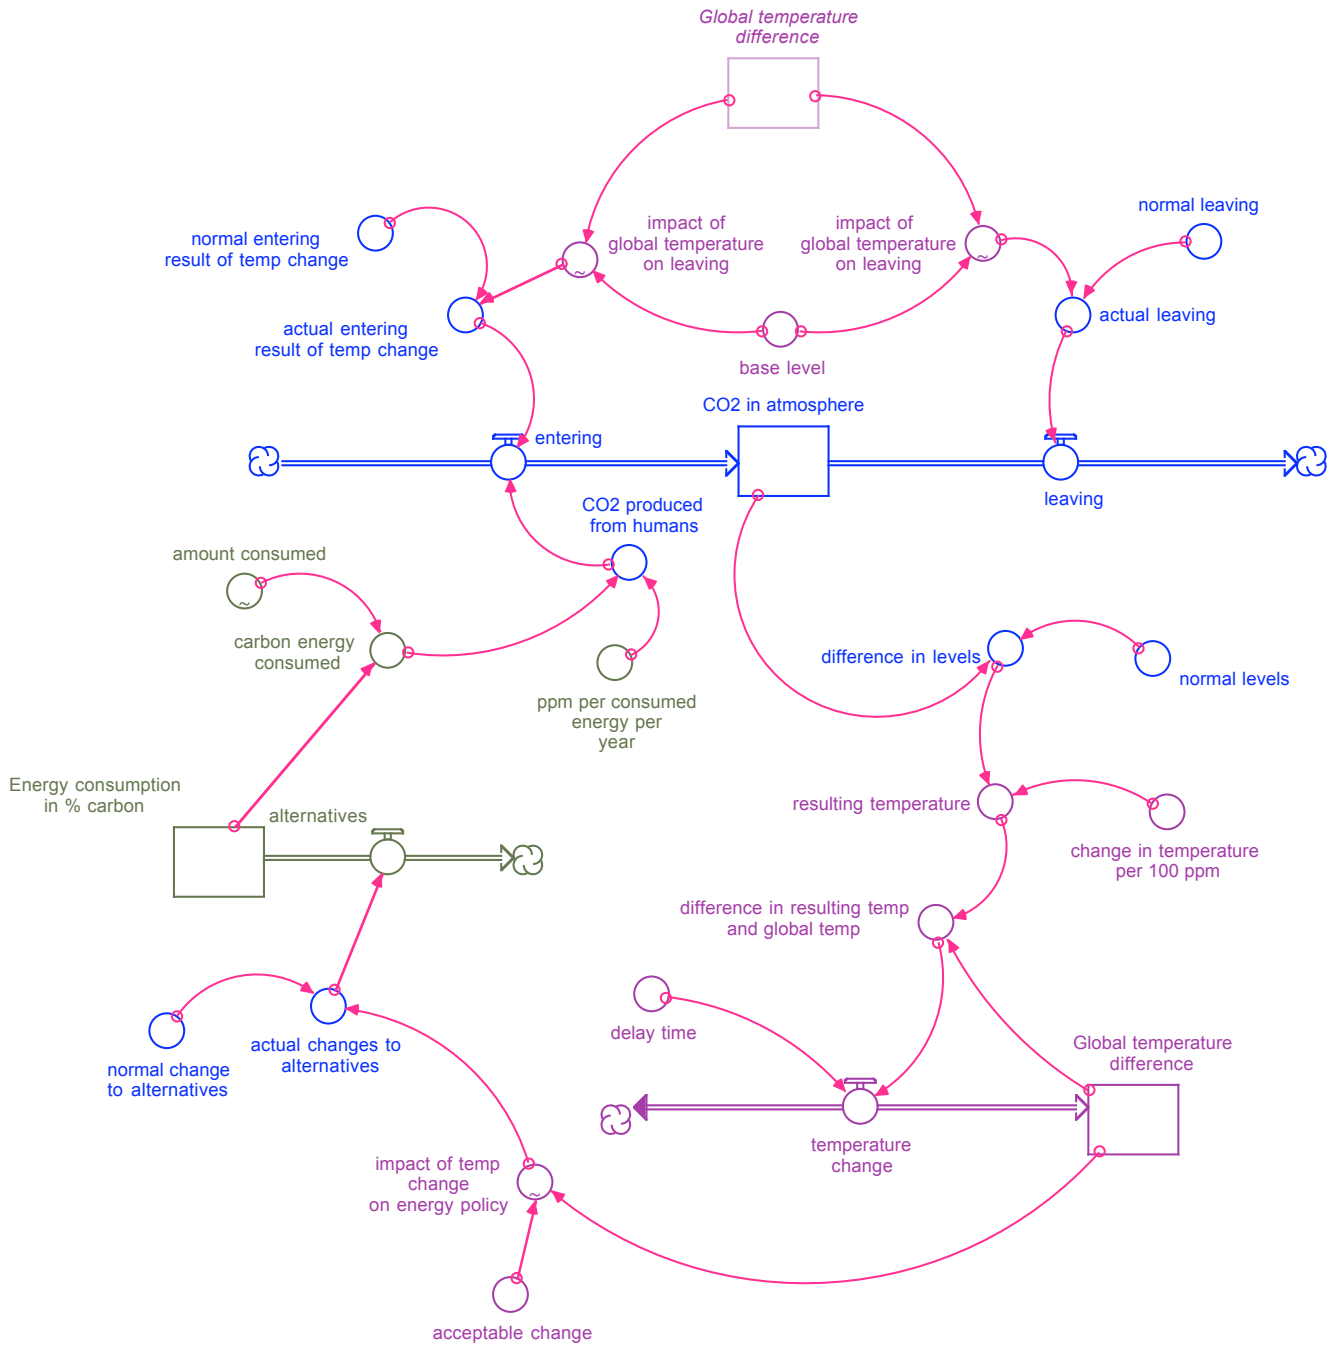 Global temperature
difference
normal entering
result of temp change
impact of
global temperature
on leaving
impact of
global temperature
on leaving
normal leaving
actual entering
result of temp change
actual leaving
base level
CO2 in atmosphere
entering
leaving
CO2 produced
from humans
amount consumed
carbon energy
consumed
ppm per consumed
energy per
year
difference in levels
normal levels
Energy consumption
in % carbon
alternatives
resulting temperature
change in temperature
per 100 ppm
difference in resulting temp
and global temp
delay time
normal change
to alternatives
actual changes to
alternatives
Global temperature
difference
temperature
change
impact of temp
change
on energy policy
acceptable change